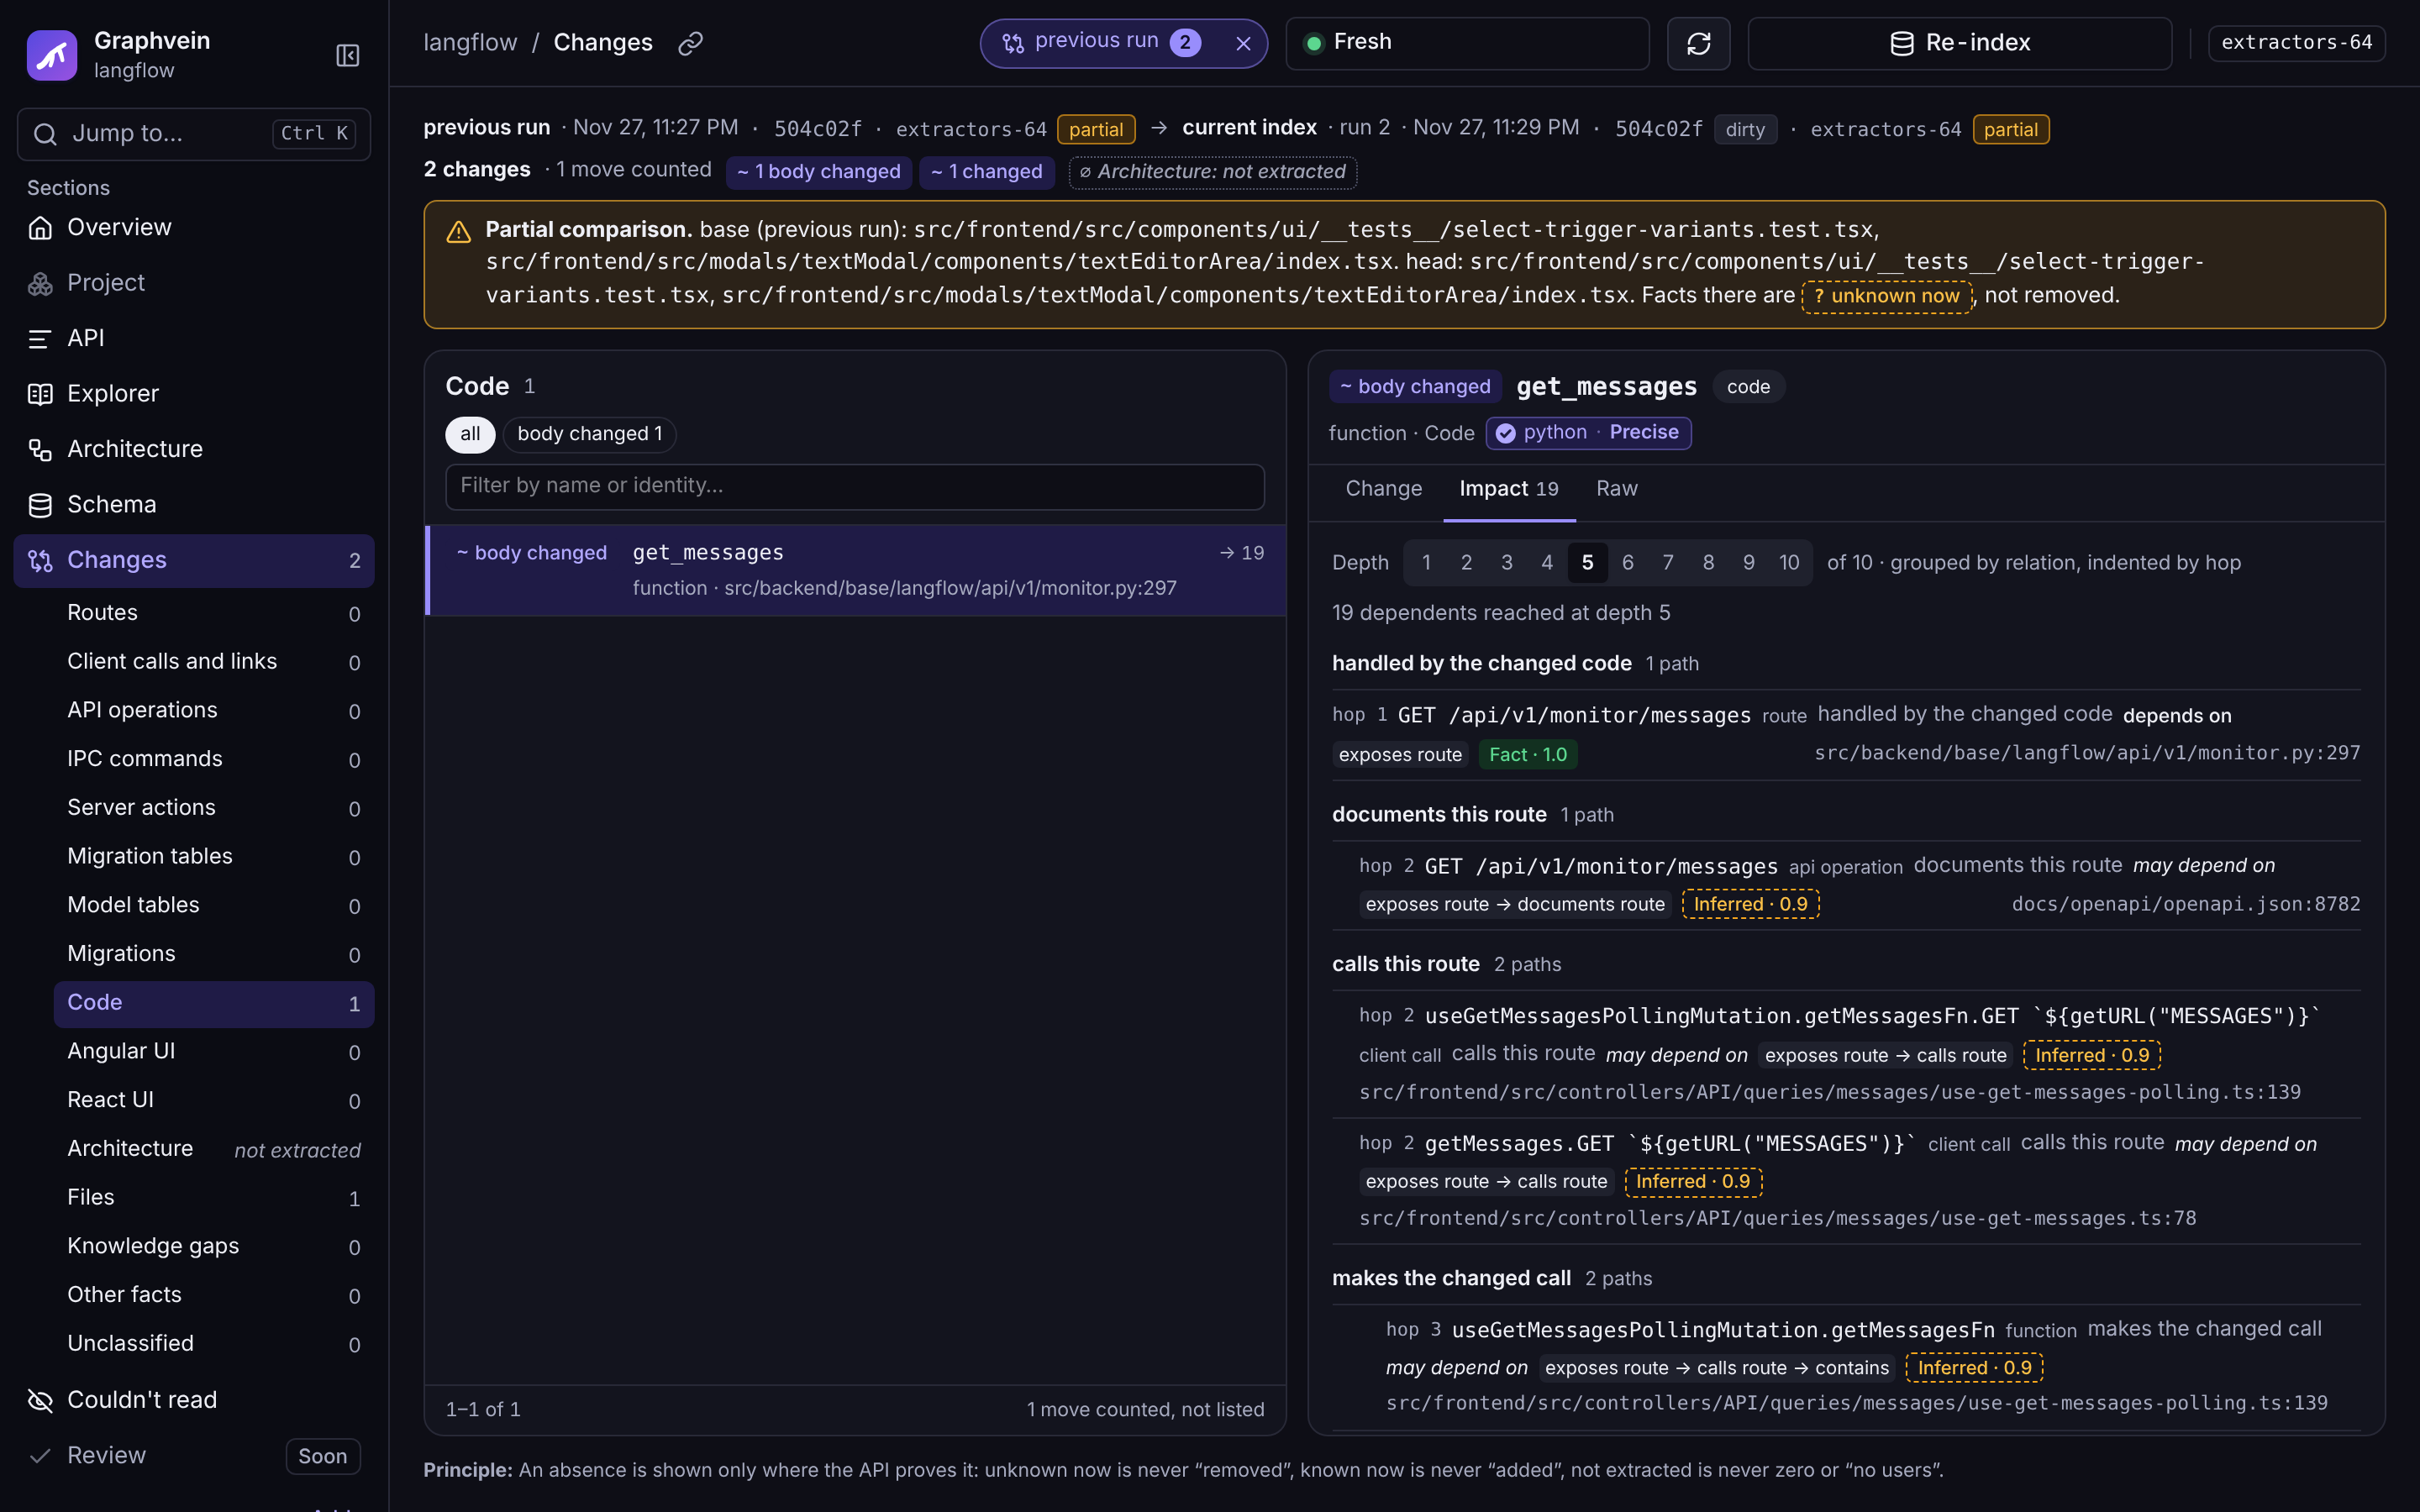 Graphvein
langflow
Jump to...
Ctrl K
Sections
Overview
Project
API
Explorer
Architecture
Schema
Changes 2
Routes 0
Client calls and links 0
API operations 0
IPC commands 0
Server actions 0
Migration tables 0
Model tables 0
Migrations 0
Code 1
Angular UI 0
React UI 0
Architecture not extracted
Files 1
Knowledge gaps 0
Other facts 0
Unclassified 0
Couldn't read
Review Soon
langflow / Changes
previous run 2
Fresh
Re-index
extractors-64
previous run · Nov 27, 11:27 PM · 504c02f · extractors-64 partial → current index · run 2 · Nov 27, 11:29 PM · 504c02f dirty · extractors-64 partial
2 changes · 1 move counted ~ 1 body changed ~ 1 changed ∅ Architecture: not extracted
Partial comparison. base (previous run): src/frontend/src/components/ui/__tests__/select-trigger-variants.test.tsx,
src/frontend/src/modals/textModal/components/textEditorArea/index.tsx. head: src/frontend/src/components/ui/__tests__/select-trigger-
variants.test.tsx, src/frontend/src/modals/textModal/components/textEditorArea/index.tsx. Facts there are ? unknown now, not removed.
Code 1
all body changed 1
Filter by name or identity...
~ body changed get_messages → 19
function · src/backend/base/langflow/api/v1/monitor.py:297
1–1 of 1
1 move counted, not listed
~ body changed get_messages code
function · Code python · Precise
Change Impact 19 Raw
Depth 1 2 3 4 5 6 7 8 9 10 of 10 · grouped by relation, indented by hop
19 dependents reached at depth 5
handled by the changed code 1 path
hop 1 GET /api/v1/monitor/messages route handled by the changed code depends on
exposes route Fact · 1.0 src/backend/base/langflow/api/v1/monitor.py:297
documents this route 1 path
hop 2 GET /api/v1/monitor/messages api operation documents this route may depend on
exposes route → documents route Inferred · 0.9 docs/openapi/openapi.json:8782
calls this route 2 paths
hop 2 useGetMessagesPollingMutation.getMessagesFn.GET `${getURL("MESSAGES")}`
client call calls this route may depend on exposes route → calls route Inferred · 0.9
src/frontend/src/controllers/API/queries/messages/use-get-messages-polling.ts:139
hop 2 getMessages.GET `${getURL("MESSAGES")}` client call calls this route may depend on
exposes route → calls route Inferred · 0.9
src/frontend/src/controllers/API/queries/messages/use-get-messages.ts:78
makes the changed call 2 paths
hop 3 useGetMessagesPollingMutation.getMessagesFn function makes the changed call
may depend on exposes route → calls route → contains Inferred · 0.9
src/frontend/src/controllers/API/queries/messages/use-get-messages-polling.ts:139
Principle: An absence is shown only where the API proves it: unknown now is never “removed”, known now is never “added”, not extracted is never zero or “no users”.